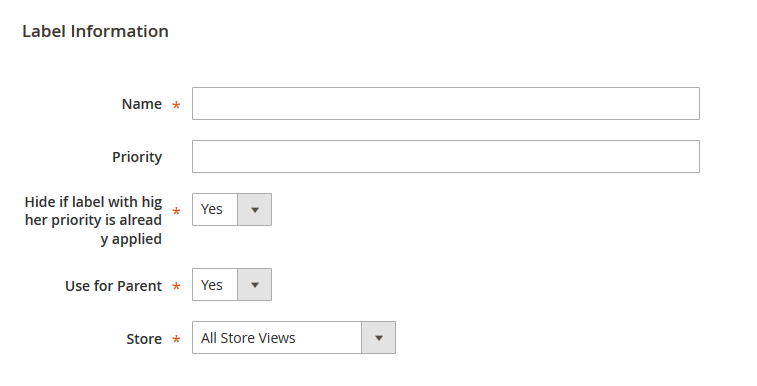 Label Information
Name *
Priority
Hide if label with hig
her priority is alread
y applied * Yes
Use for Parent * Yes
Store * All Store Views